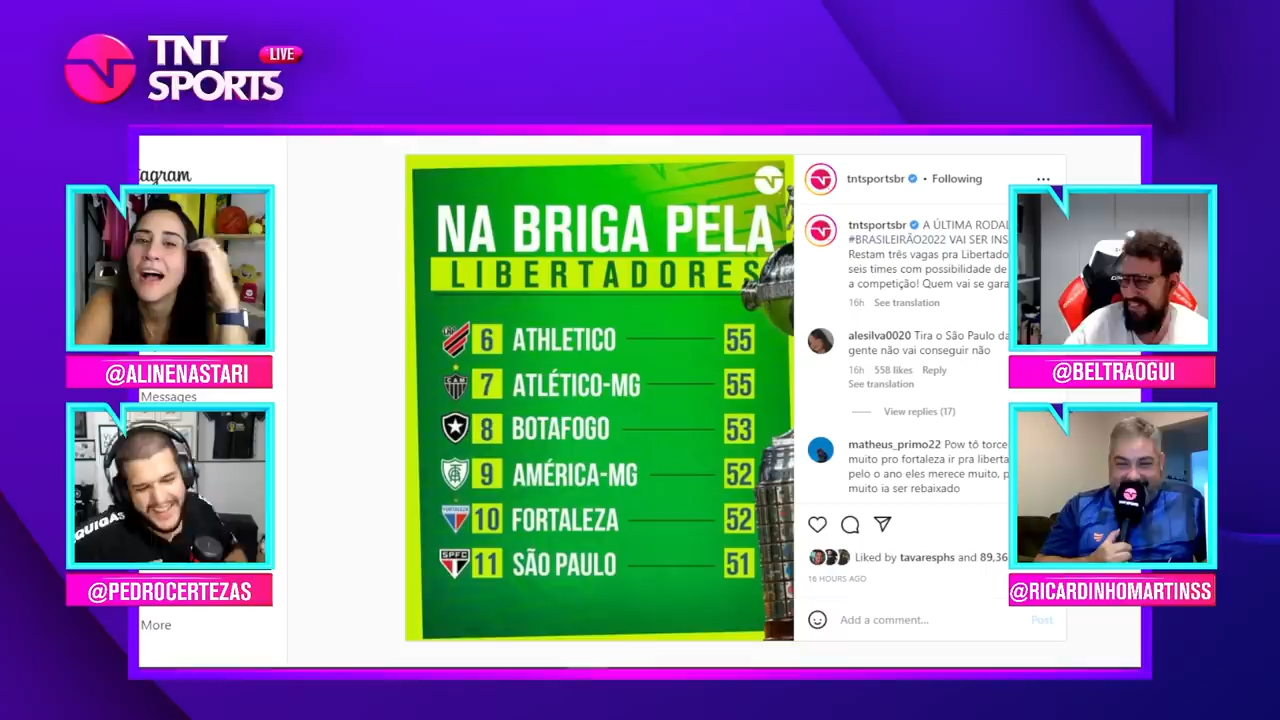 TNT
SPORTS
LIVE
tagram
@ALINENASTARI
Messages
@PEDROCERTEZAS
More
NA BRIGA PELA
LIBERTADORES
6 ATHLETICO 55
7 ATLÉTICO-MG 55
8 BOTAFOGO 53
9 AMÉRICA-MG 52
10 FORTALEZA 52
11 SÃO PAULO 51
tntsportsbr • Following
tntsportsbr A ÚLTIMA RODAD
#BRASILEIRÃO2022 VAI SER INS
Restam três vagas pra Libertado
seis times com possibilidade de
a competição! Quem vai se gara
16h See translation
alesilva0020 Tira o São Paulo da
gente não vai conseguir não
16h 558 likes Reply
See translation
View replies (17)
matheus_primo22 Pow tô torce
muito pro fortaleza ir pra liberta
pelo o ano eles merece muito, p
muito ia ser rebaixado
Liked by tavaresphs and 89,36
16 HOURS AGO
Add a comment... Post
@BELTRAOGUI
@RICARDINHOMARTINSS